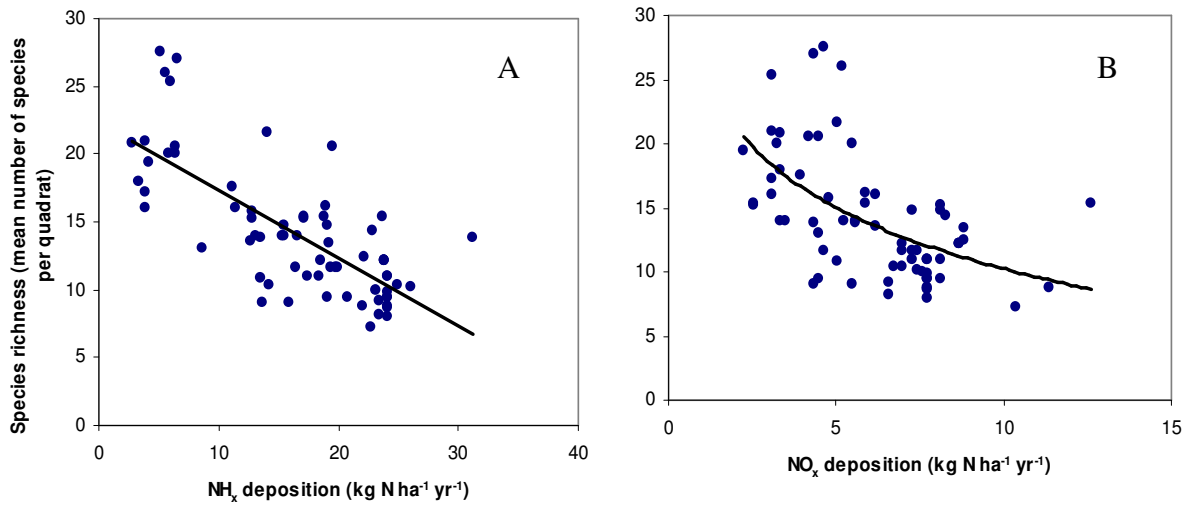 Species richness (mean number of species
per quadrat)
30
25
20
15
10
5
0
A
0 10 20 30 40
NHx deposition (kg N ha-1 yr-1)
30
25
20
15
10
5
0
B
0 5 10 15
NOx deposition (kg N ha-1 yr-1)